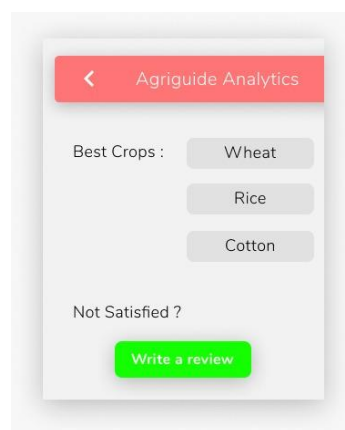 Agriguide Analytics
Best Crops : Wheat
Rice
Cotton
Not Satisfied ?
Write a review